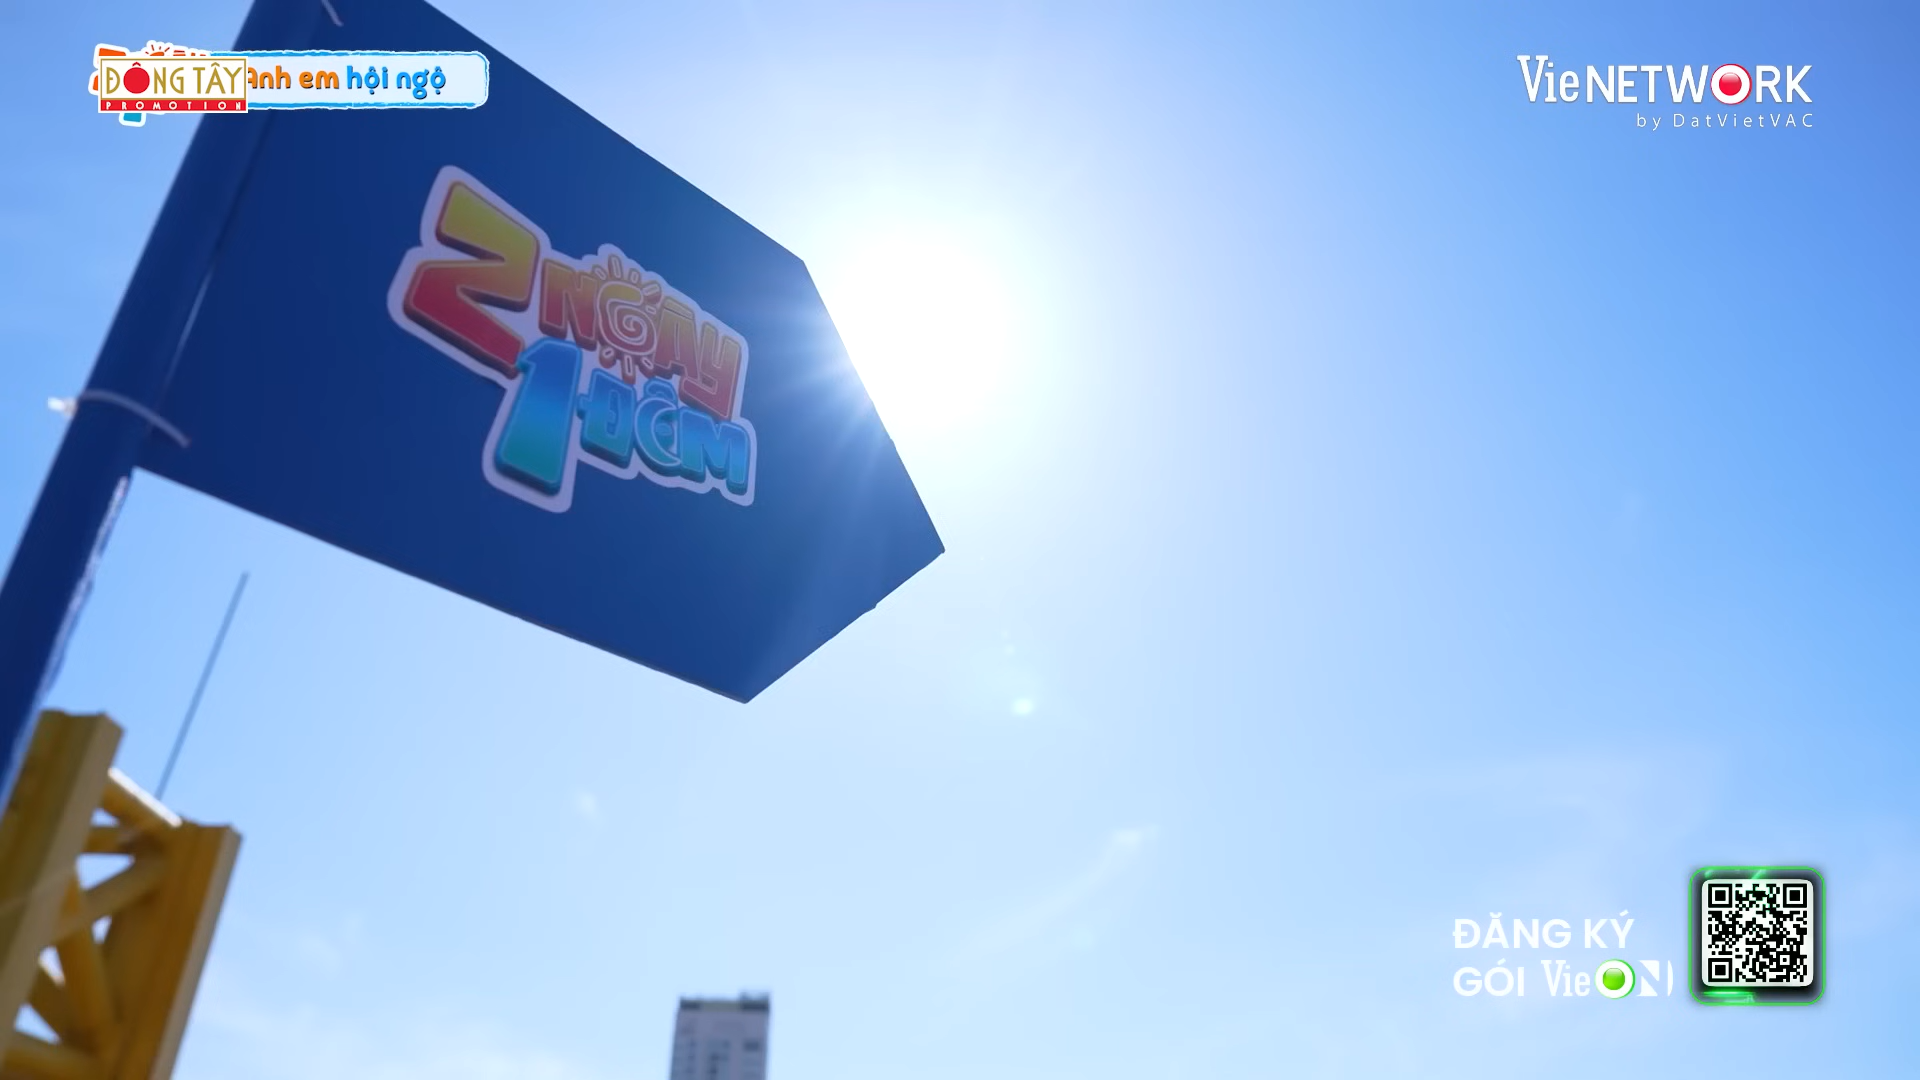 ĐÔNG TÂY
PROMOTION
Anh em hội ngộ
VieNETWORK
by DatVietVAC
2 NGÀY
1 ĐÊM
ĐĂNG KÝ
GÓI VieON